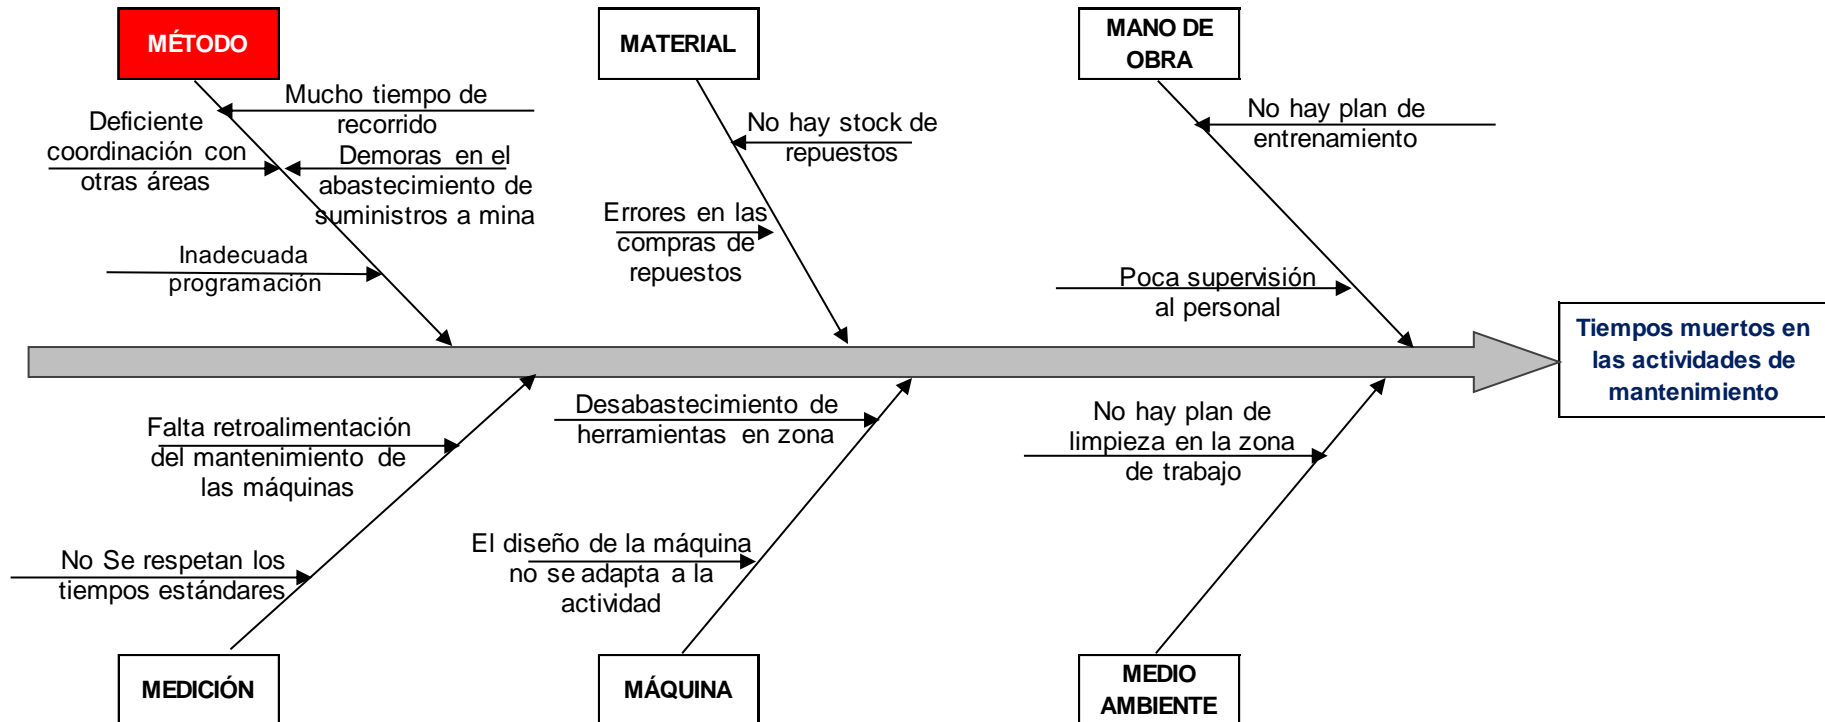 MÉTODO
MATERIAL
MANO DE
OBRA
Mucho tiempo de
recorrido
Deficiente
coordinación con
otras áreas
Demoras en el
abastecimiento de
suministros a mina
Inadecuada
programación
No hay stock de
repuestos
Errores en las
compras de
repuestos
No hay plan de
entrenamiento
Poca supervisión
al personal
Tiempos muertos en
las actividades de
mantenimiento
Falta retroalimentación
del mantenimiento de
las máquinas
No Se respetan los
tiempos estándares
Desabastecimiento de
herramientas en zona
El diseño de la máquina
no se adapta a la
actividad
No hay plan de
limpieza en la zona
de trabajo
MEDICIÓN
MÁQUINA
MEDIO
AMBIENTE